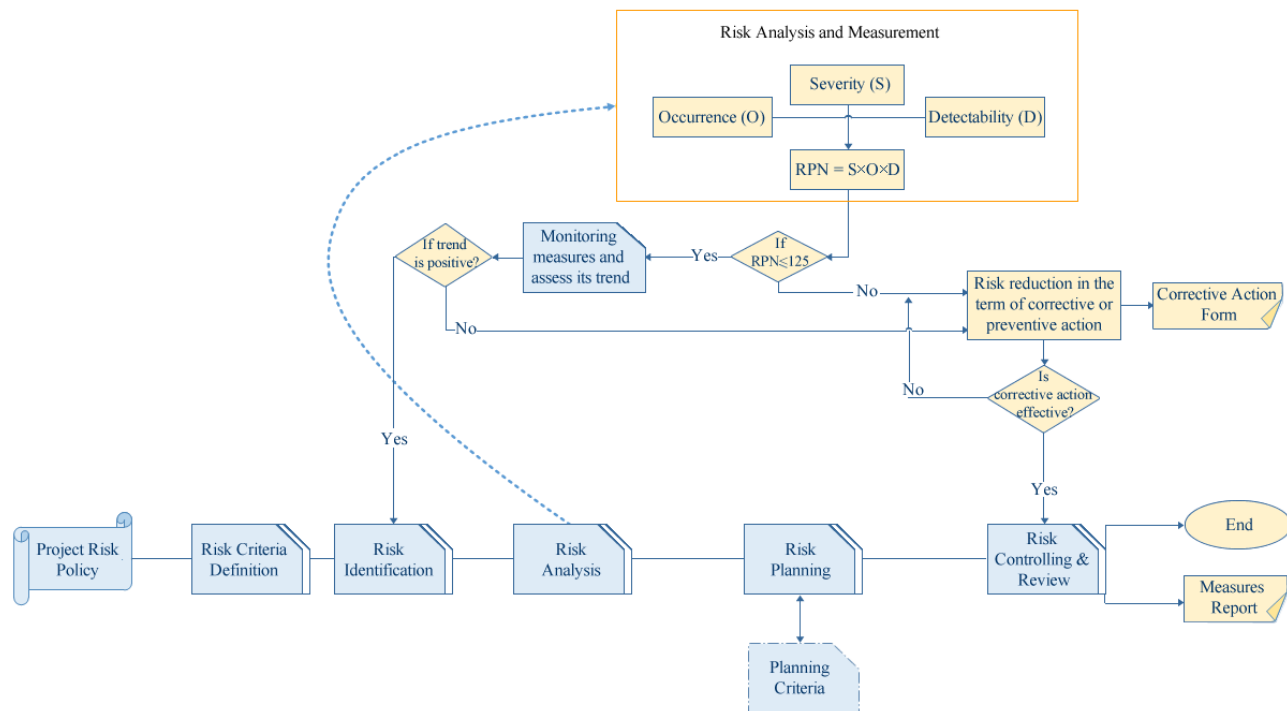 Risk Analysis and Measurement
Severity (S)
Occurrence (O)
Detectability (D)
RPN = S×O×D
If trend
is positive?
Monitoring
measures and
assess its trend
Yes
If
RPN≤125
No
Risk reduction in the
term of corrective or
preventive action
Corrective Action
Form
No
Is
corrective action
effective?
No
Yes
Yes
Project Risk
Policy
Risk Criteria
Definition
Risk
Identification
Risk
Analysis
Risk
Planning
Risk
Controlling &
Review
End
Measures
Report
Planning
Criteria